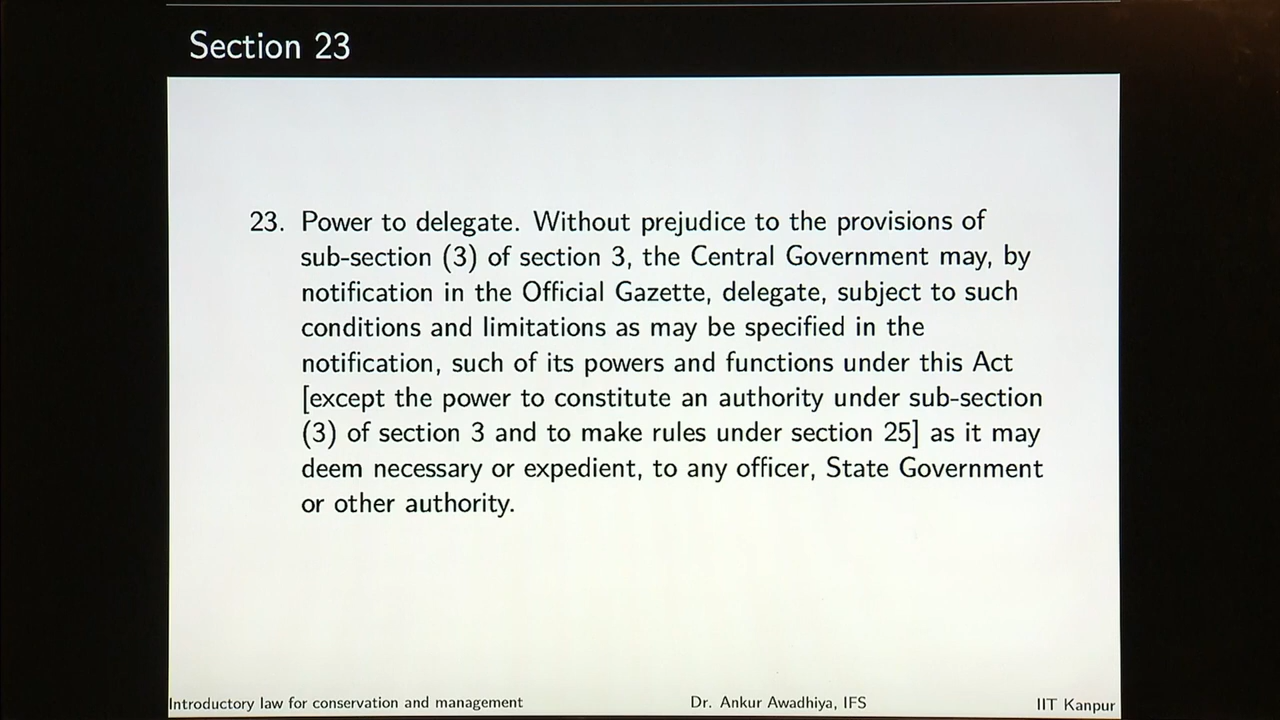 Section 23
23. Power to delegate. Without prejudice to the provisions of
sub-section (3) of section 3, the Central Government may, by
notification in the Official Gazette, delegate, subject to such
conditions and limitations as may be specified in the
notification, such of its powers and functions under this Act
[except the power to constitute an authority under sub-section
(3) of section 3 and to make rules under section 25] as it may
deem necessary or expedient, to any officer, State Government
or other authority.
Introductory law for conservation and management Dr. Ankur Awadhiya, IFS IIT Kanpur